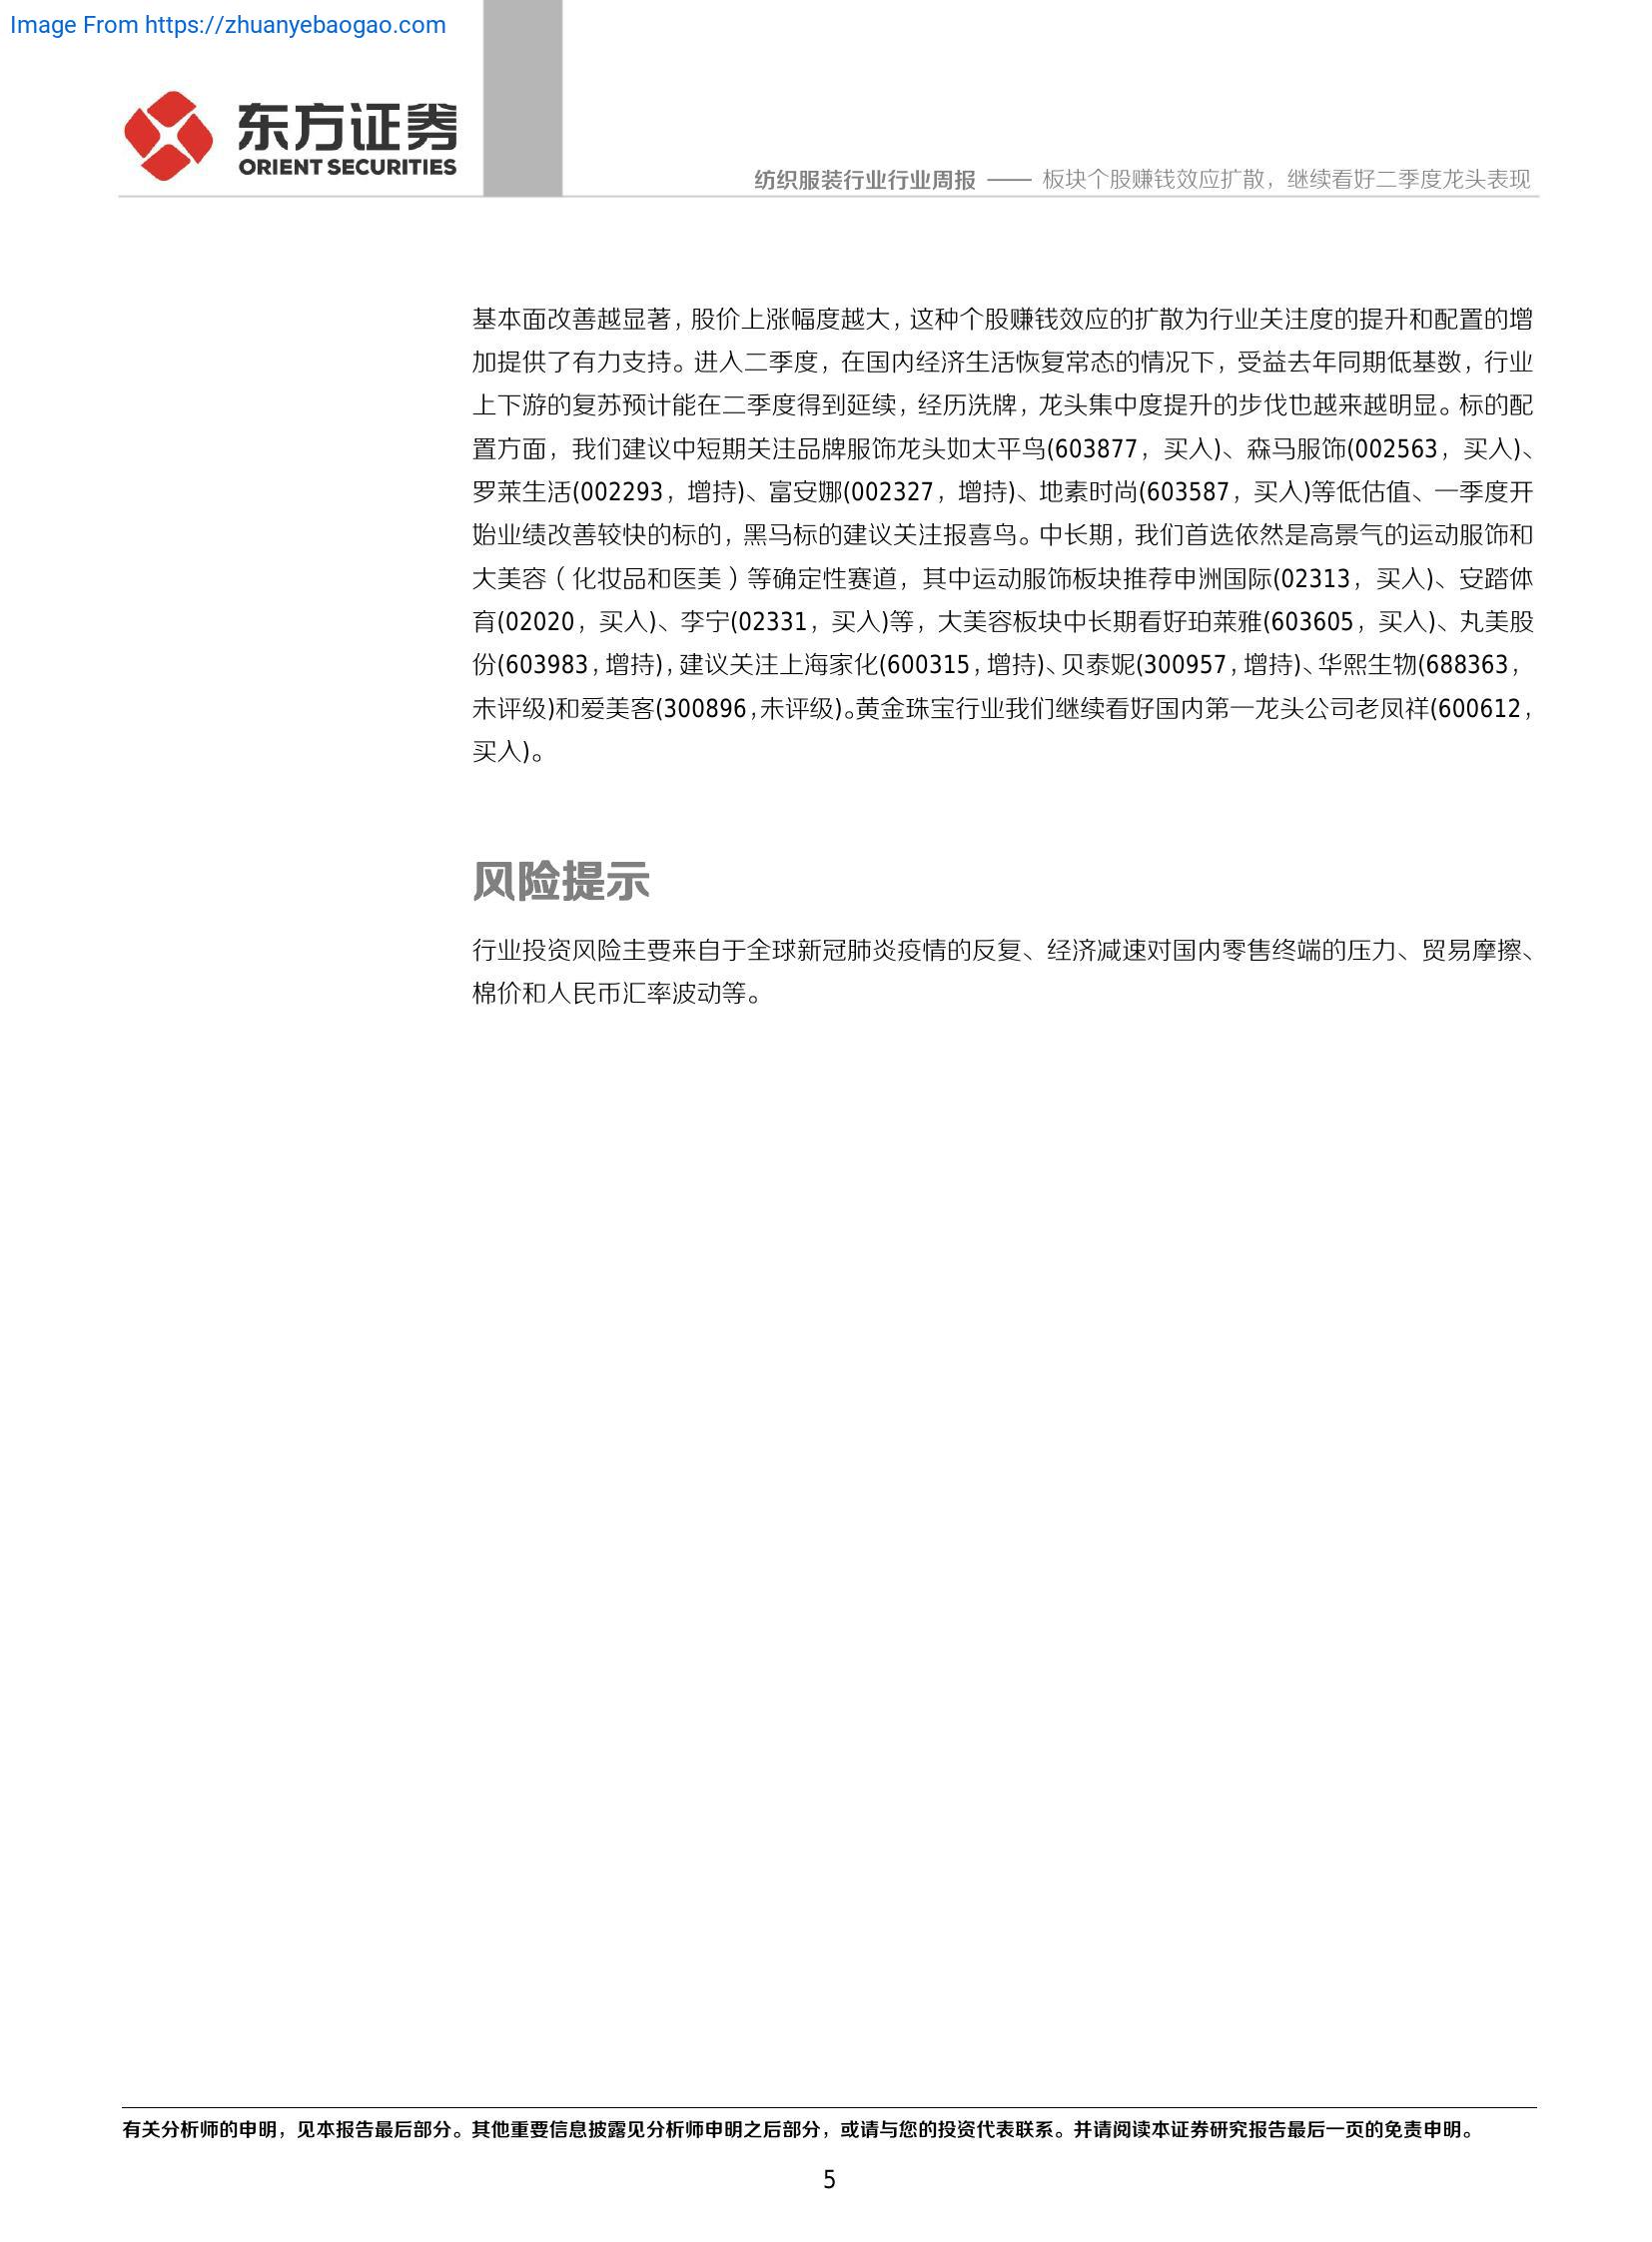 Image From https://zhuanyebaogao.com
东方证券
ORIENT SECURITIES
纺织服装行业行业周报 —— 板块个股赚钱效应扩散，继续看好二季度龙头表现
基本面改善越显著，股价上涨幅度越大，这种个股赚钱效应的扩散为行业关注度的提升和配置的增
加提供了有力支持。进入二季度，在国内经济生活恢复常态的情况下，受益去年同期低基数，行业
上下游的复苏预计能在二季度得到延续，经历洗牌，龙头集中度提升的步伐也越来越明显。标的配
置方面，我们建议中短期关注品牌服饰龙头如太平鸟(603877，买入)、森马服饰(002563，买入)、
罗莱生活(002293，增持)、富安娜(002327，增持)、地素时尚(603587，买入)等低估值、一季度开
始业绩改善较快的标的，黑马标的建议关注报喜鸟。中长期，我们首选依然是高景气的运动服饰和
大美容（化妆品和医美）等确定性赛道，其中运动服饰板块推荐申洲国际(02313，买入)、安踏体
育(02020，买入)、李宁(02331，买入)等，大美容板块中长期看好珀莱雅(603605，买入)、丸美股
份(603983，增持)，建议关注上海家化(600315，增持)、贝泰妮(300957，增持)、华熙生物(688363，
未评级)和爱美客(300896，未评级)。黄金珠宝行业我们继续看好国内第一龙头公司老凤祥(600612，
买入)。
风险提示
行业投资风险主要来自于全球新冠肺炎疫情的反复、经济减速对国内零售终端的压力、贸易摩擦、
棉价和人民币汇率波动等。
有关分析师的申明，见本报告最后部分。其他重要信息披露见分析师申明之后部分，或请与您的投资代表联系。并请阅读本证券研究报告最后一页的免责申明。
5